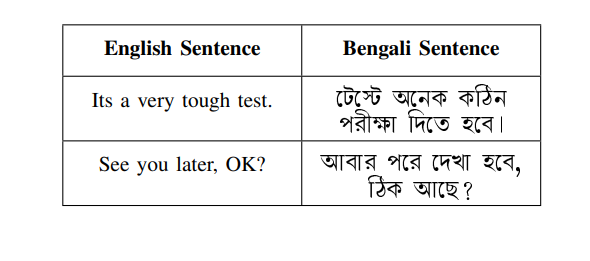 English Sentence Bengali Sentence
Its a very tough test. টেস্টে অনেক কঠিন
পরীক্ষা দিতে হবে।
See you later, OK? আবার পরে দেখা হবে,
ঠিক আছে?